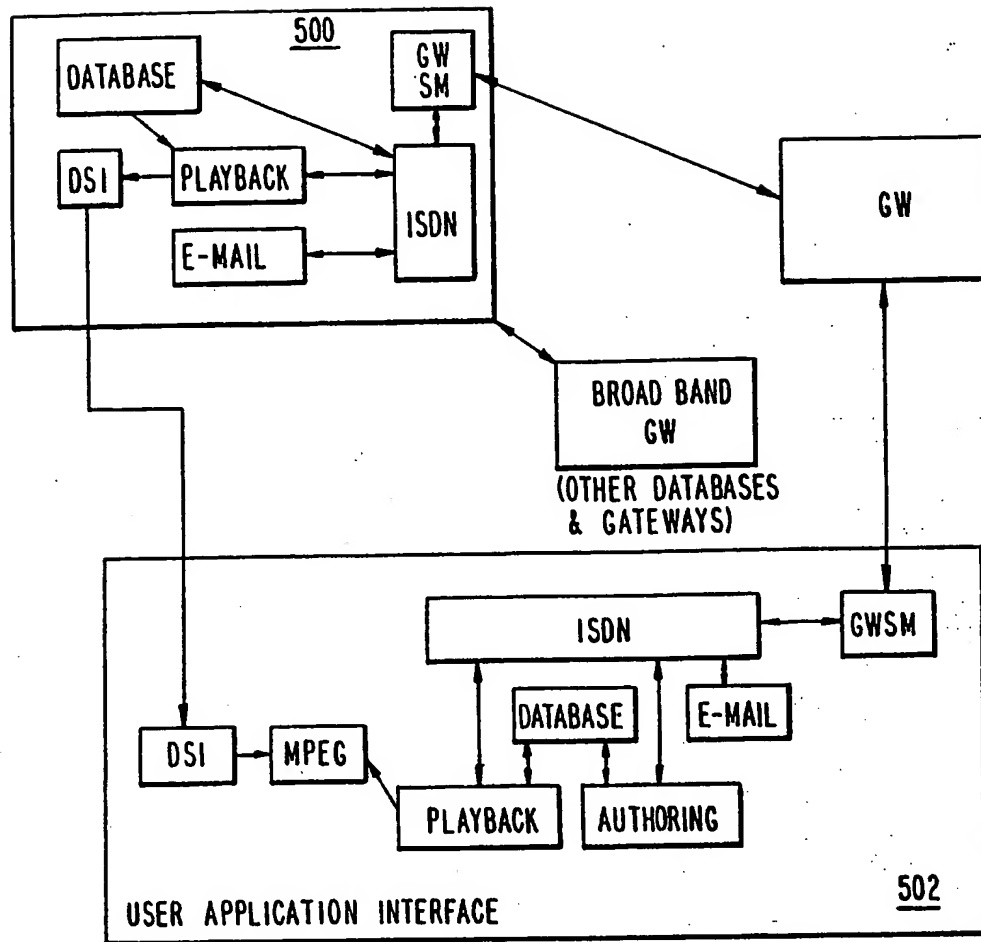 500
DATABASE
GW
SM
DSI
PLAYBACK
ISDN
E-MAIL
GW
BROAD BAND
GW
(OTHER DATABASES
& GATEWAYS)
ISDN
GWSM
DATABASE
E-MAIL
DSI
MPEG
PLAYBACK
AUTHORING
502
USER APPLICATION INTERFACE